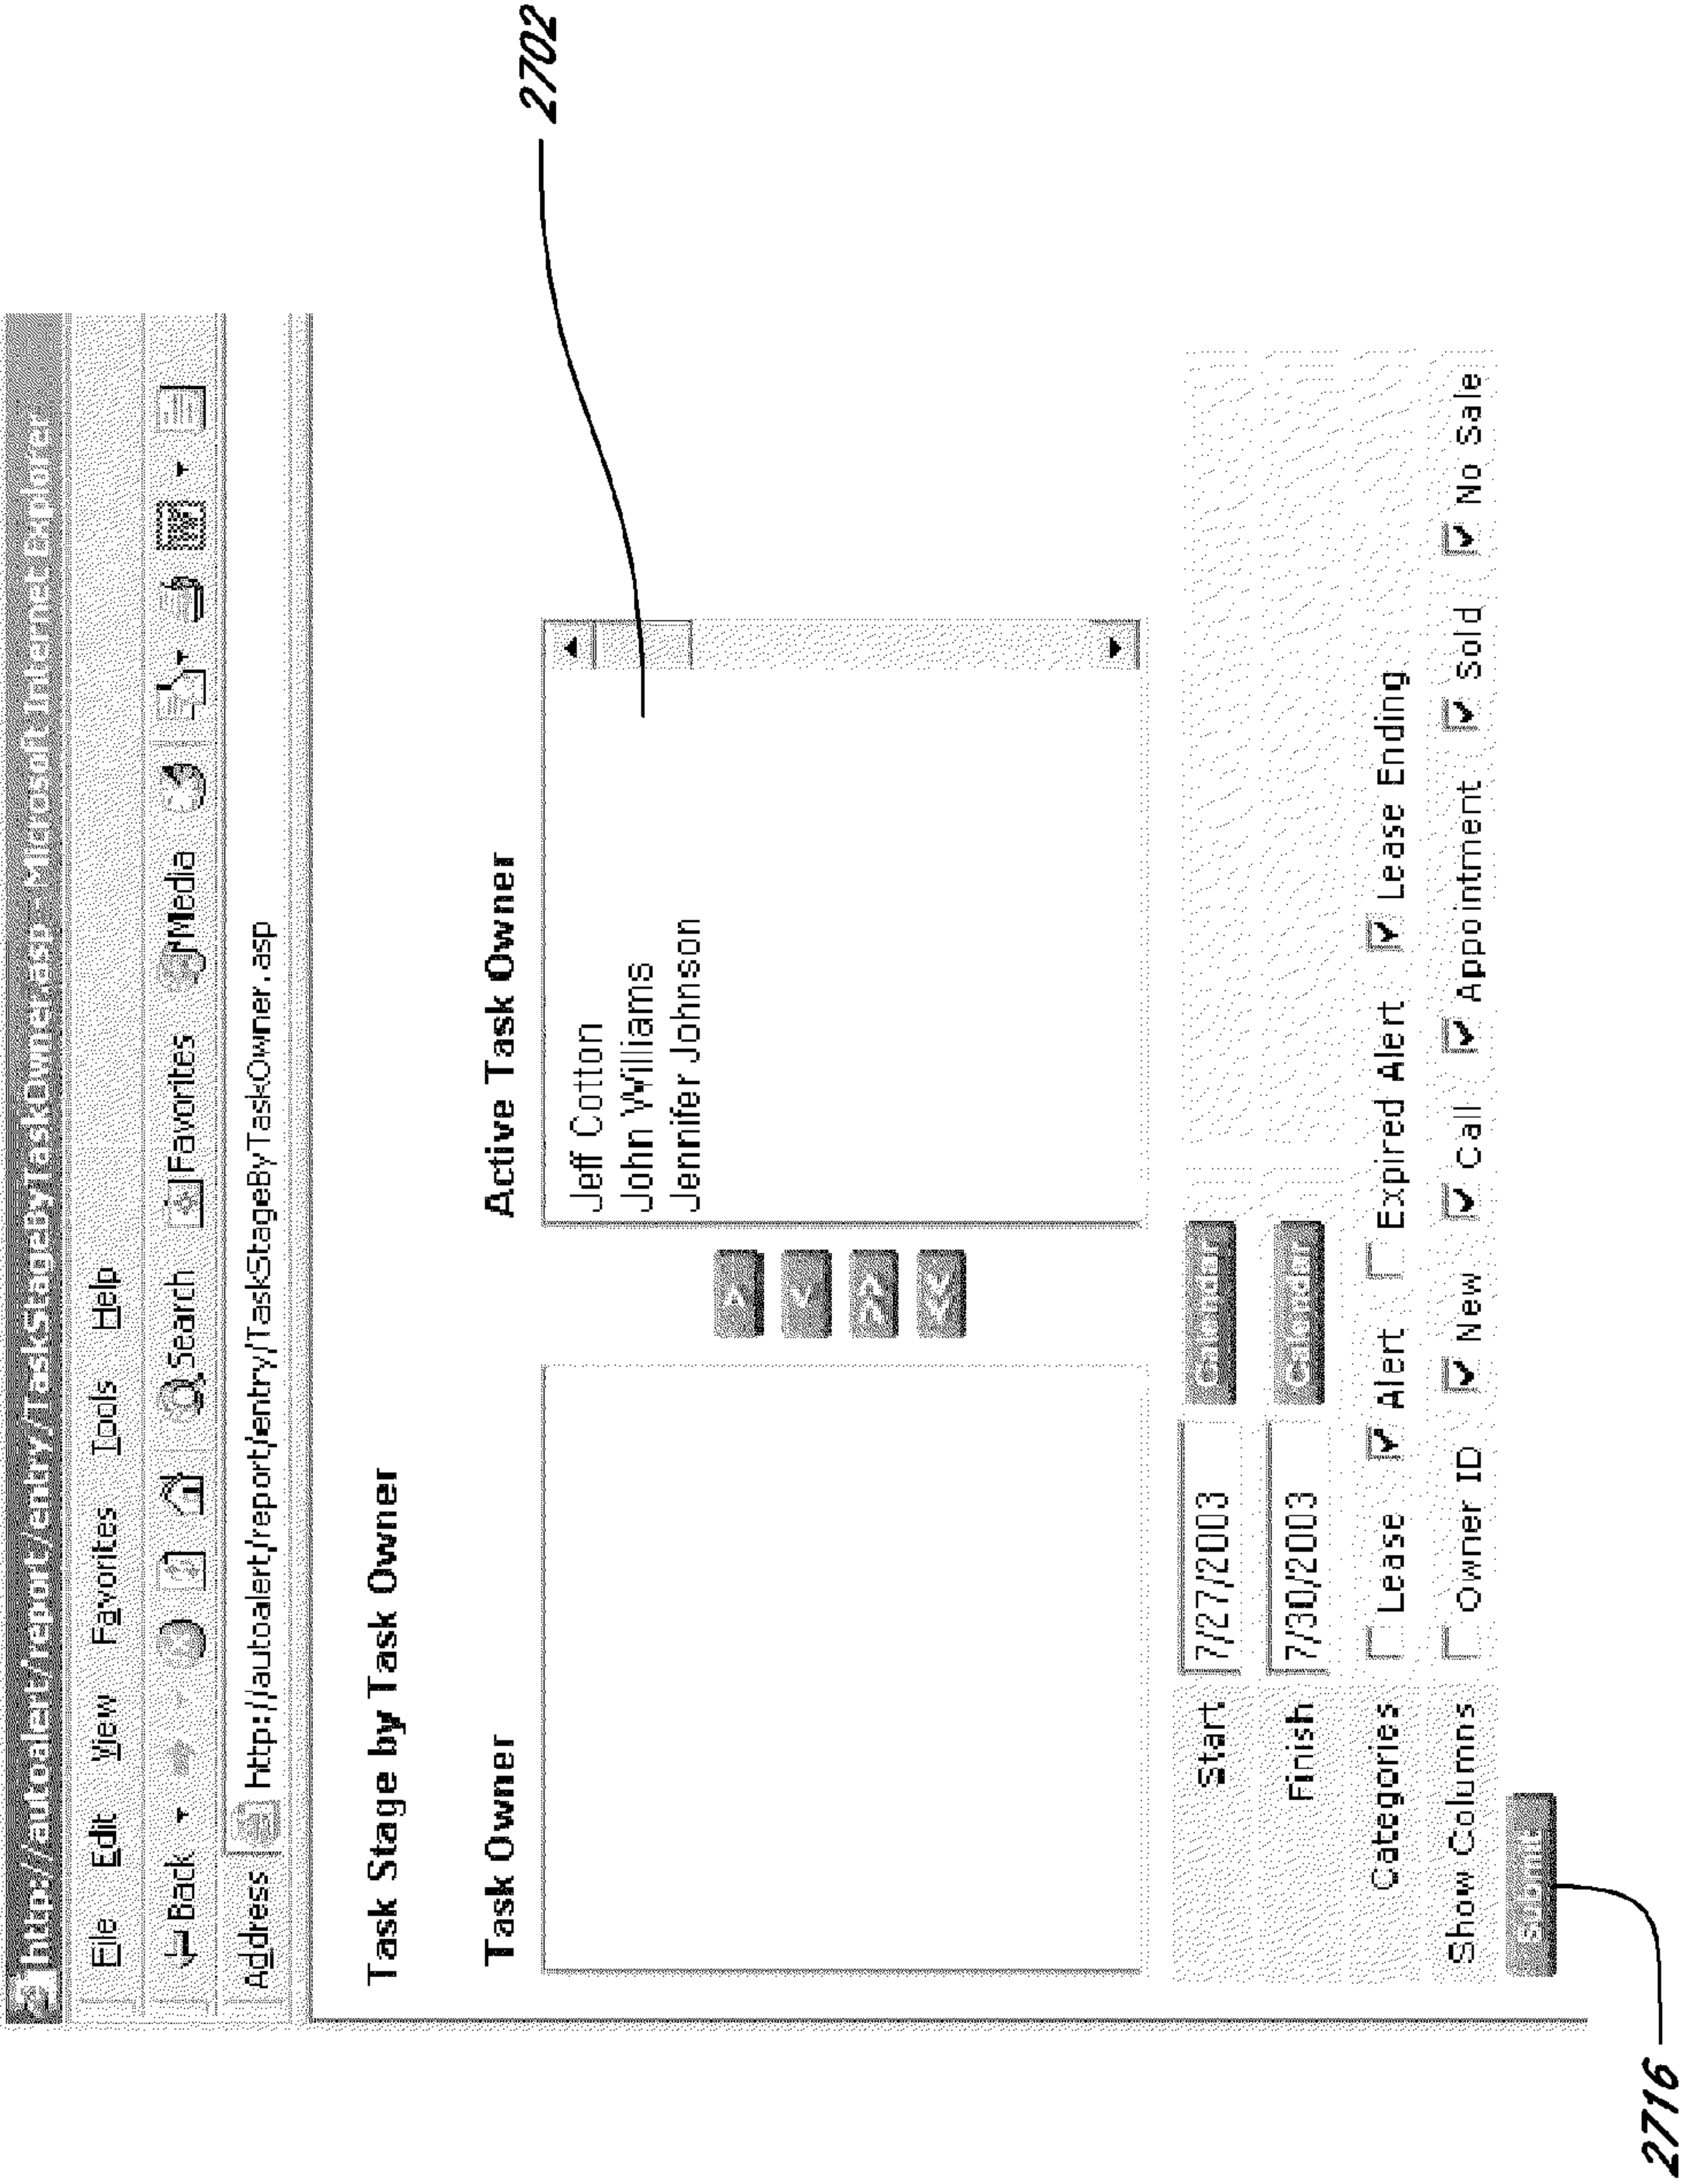 http://autoalert/report/entry/TaskStageByTaskOwner.asp - Microsoft Internet Explorer
File Edit View Favorites Tools Help
Back Search Favorites Media
Address http://autoalert/report/entry/TaskStageByTaskOwner.asp
Task Stage by Task Owner
Task Owner Active Task Owner
Jeff Cotton
John Williams
Jennifer Johnson
>
<
>>
<<
2702
Start 7/27/2003 Calendar
Finish 7/30/2003 Calendar
Categories Lease Alert Expired Alert Lease Ending
Show Columns Owner ID New Call Appointment Sold No Sale
Submit
2716